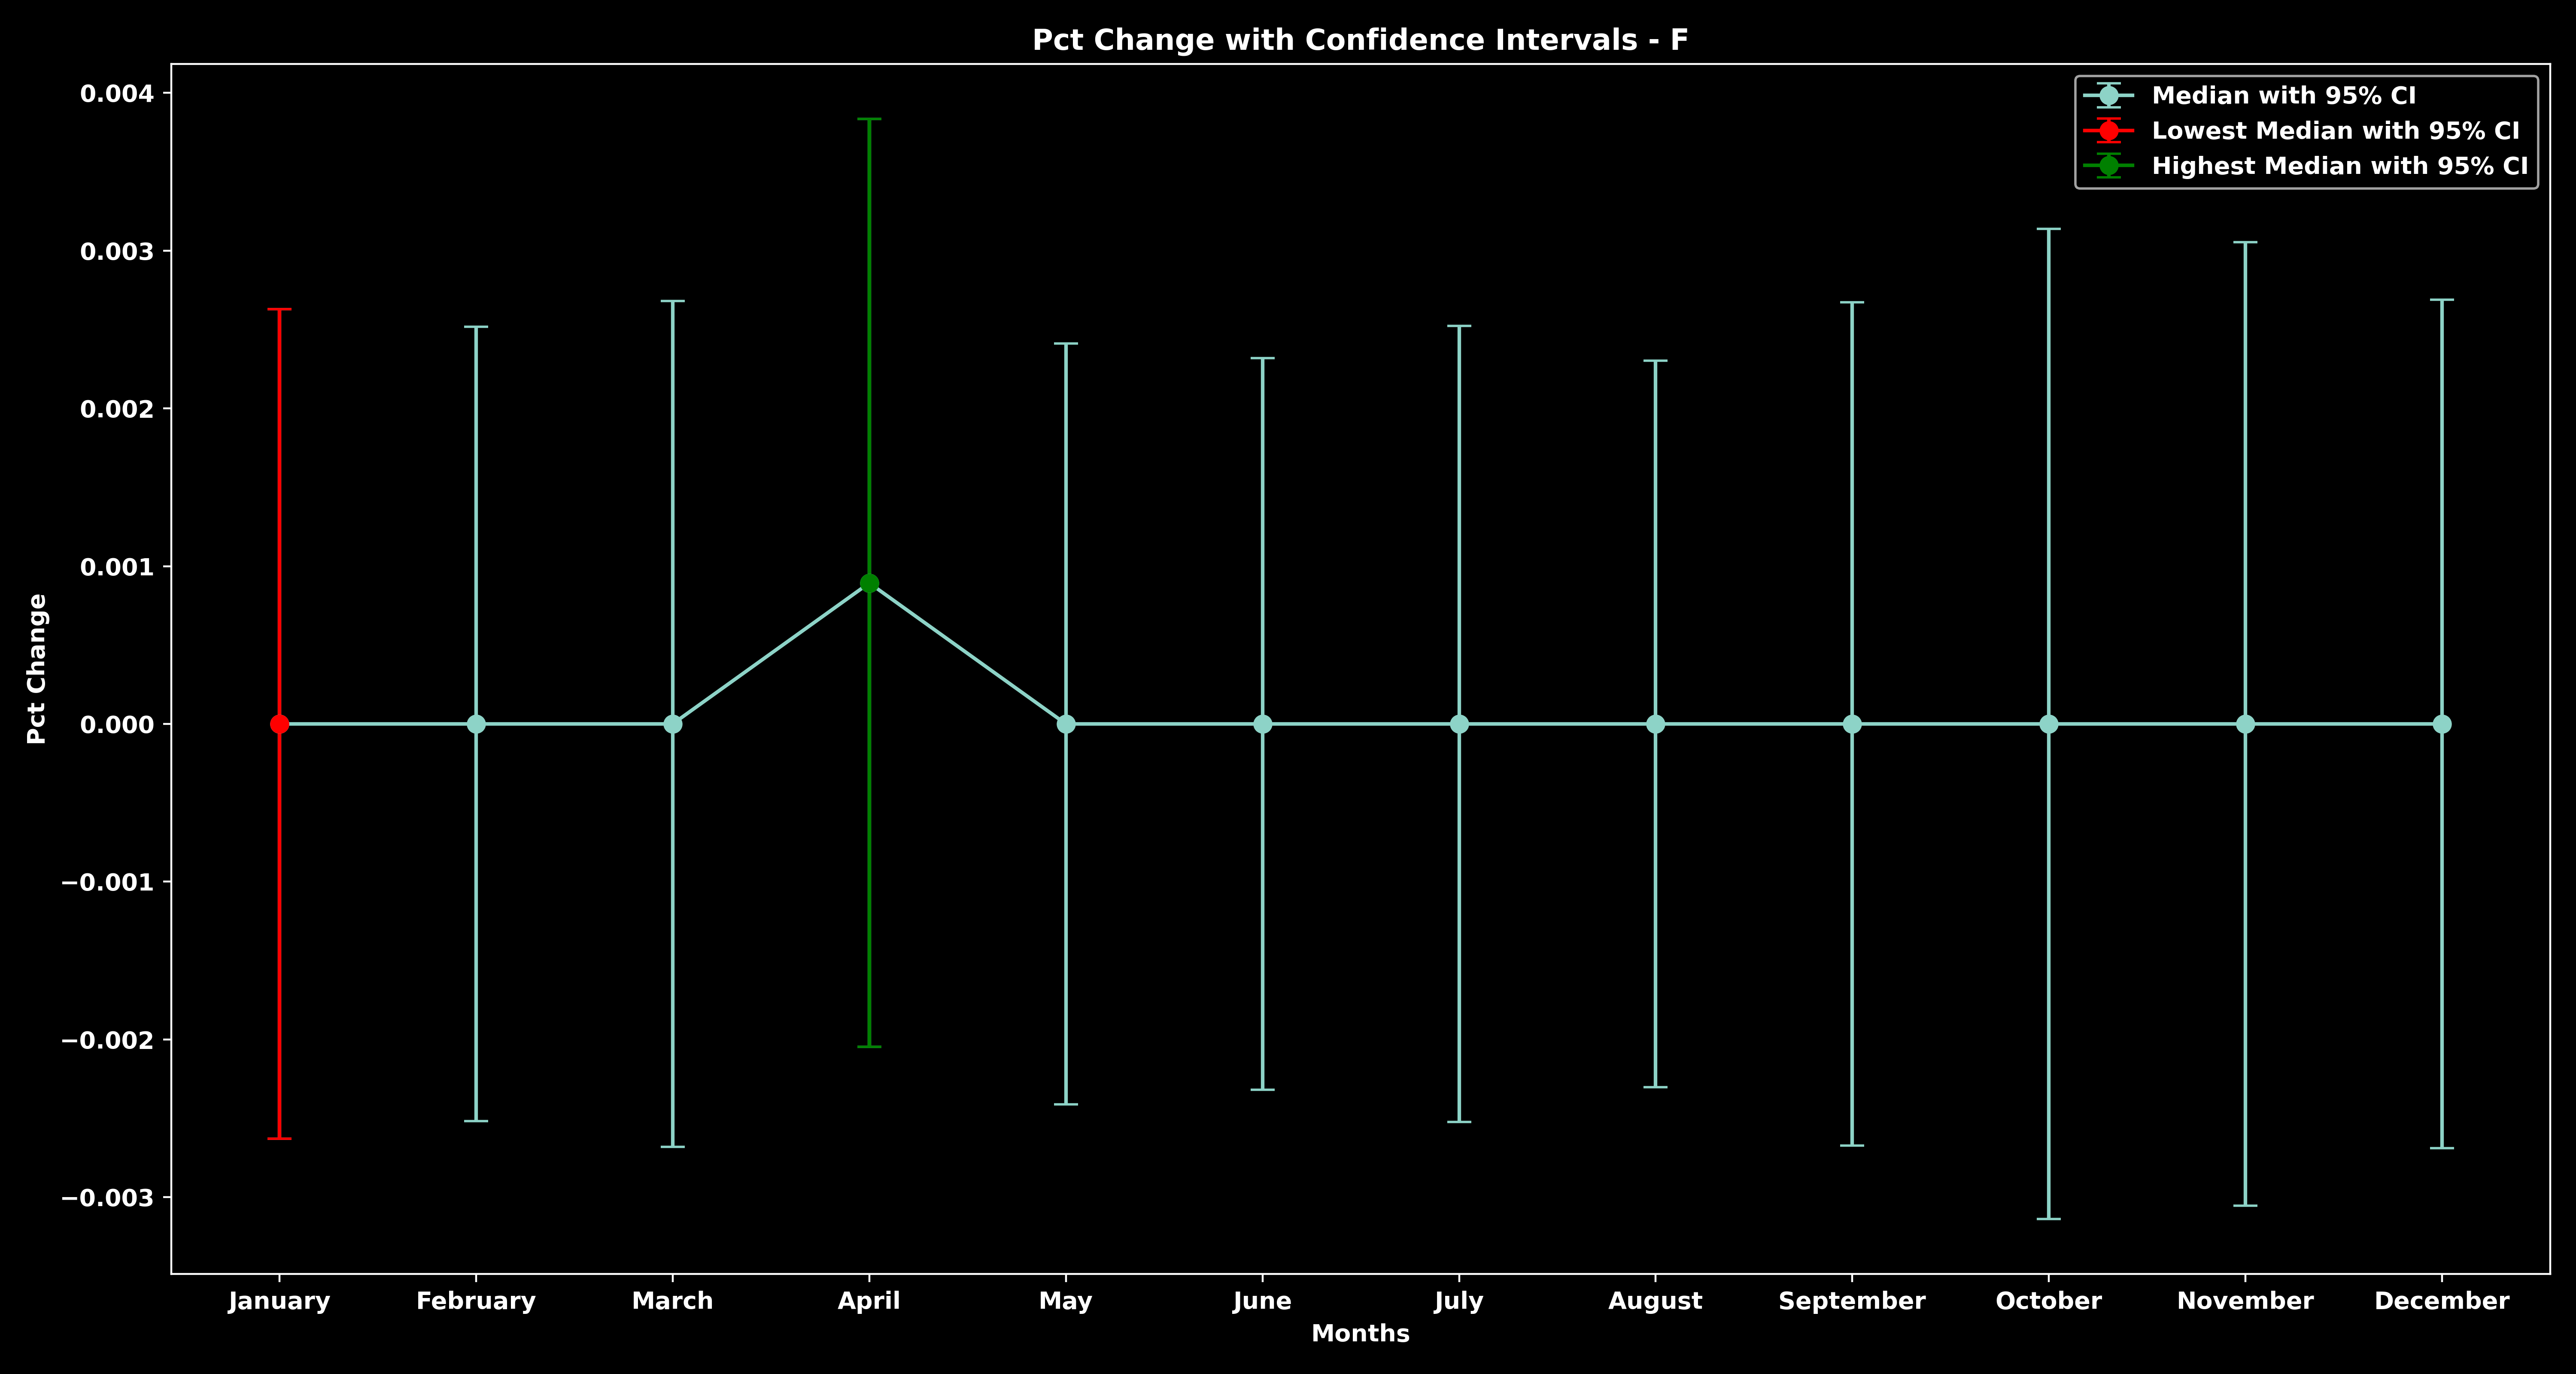 Pct Change with Confidence Intervals - F
Median with 95% CI
Lowest Median with 95% CI
Highest Median with 95% CI
Pct Change
0.004
0.003
0.002
0.001
0.000
−0.001
−0.002
−0.003
January February March April May June July August September October November December
Months